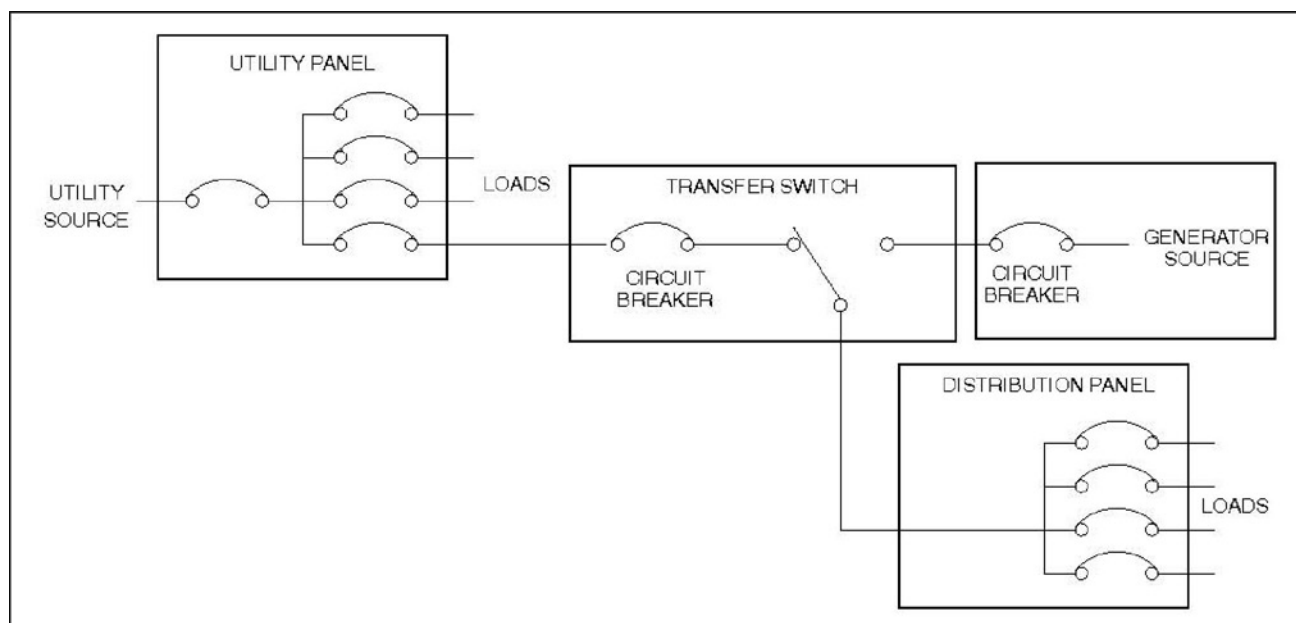 UTILITY PANEL
UTILITY
SOURCE
LOADS
TRANSFER SWITCH
CIRCUIT
BREAKER
GENERATOR
SOURCE
CIRCUIT
BREAKER
DISTRIBUTION PANEL
LOADS